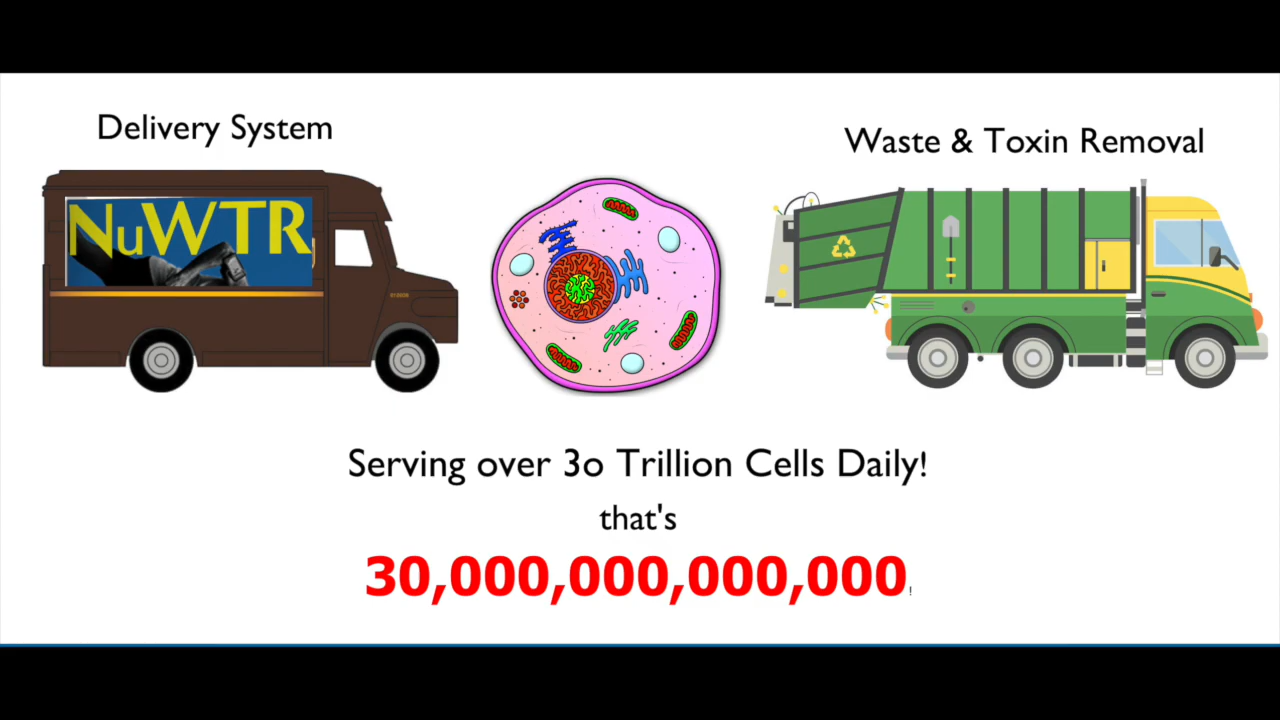 Delivery System
Waste & Toxin Removal
NuWTR
Serving over 3o Trillion Cells Daily!
that's
30,000,000,000,000!